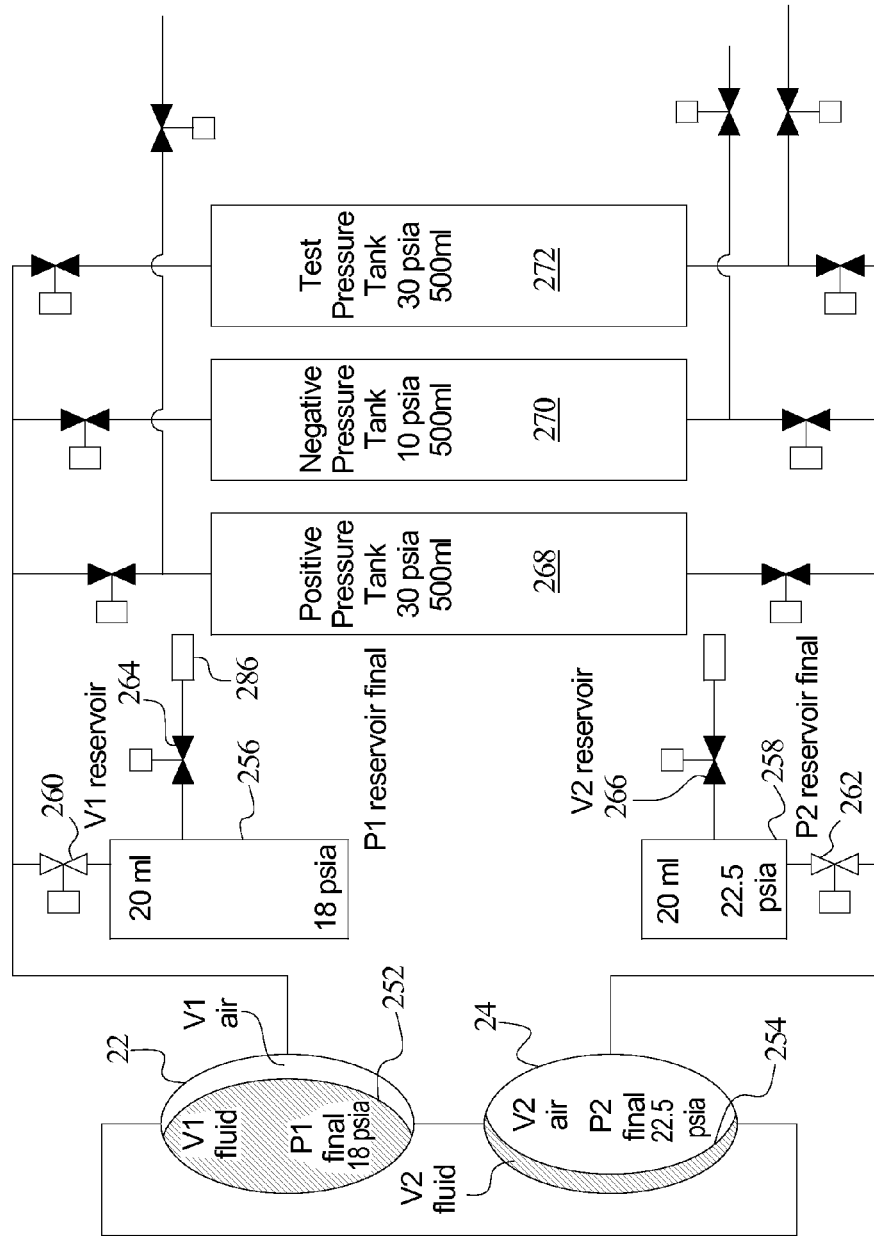 Test
Pressure
Tank
30 psia
500ml
272
Negative
Pressure
Tank
10 psia
500ml
270
Positive
Pressure
Tank
30 psia
500ml
268
264
286
260
V1 reservoir
256
P1 reservoir final
20 ml
18 psia
V2 reservoir
266
258
P2 reservoir final
262
20 ml
22.5
psia
22
V1
air
252
V1
fluid
P1
final
18 psia
24
254
V2
air
P2
final
22.5
psia
V2
fluid